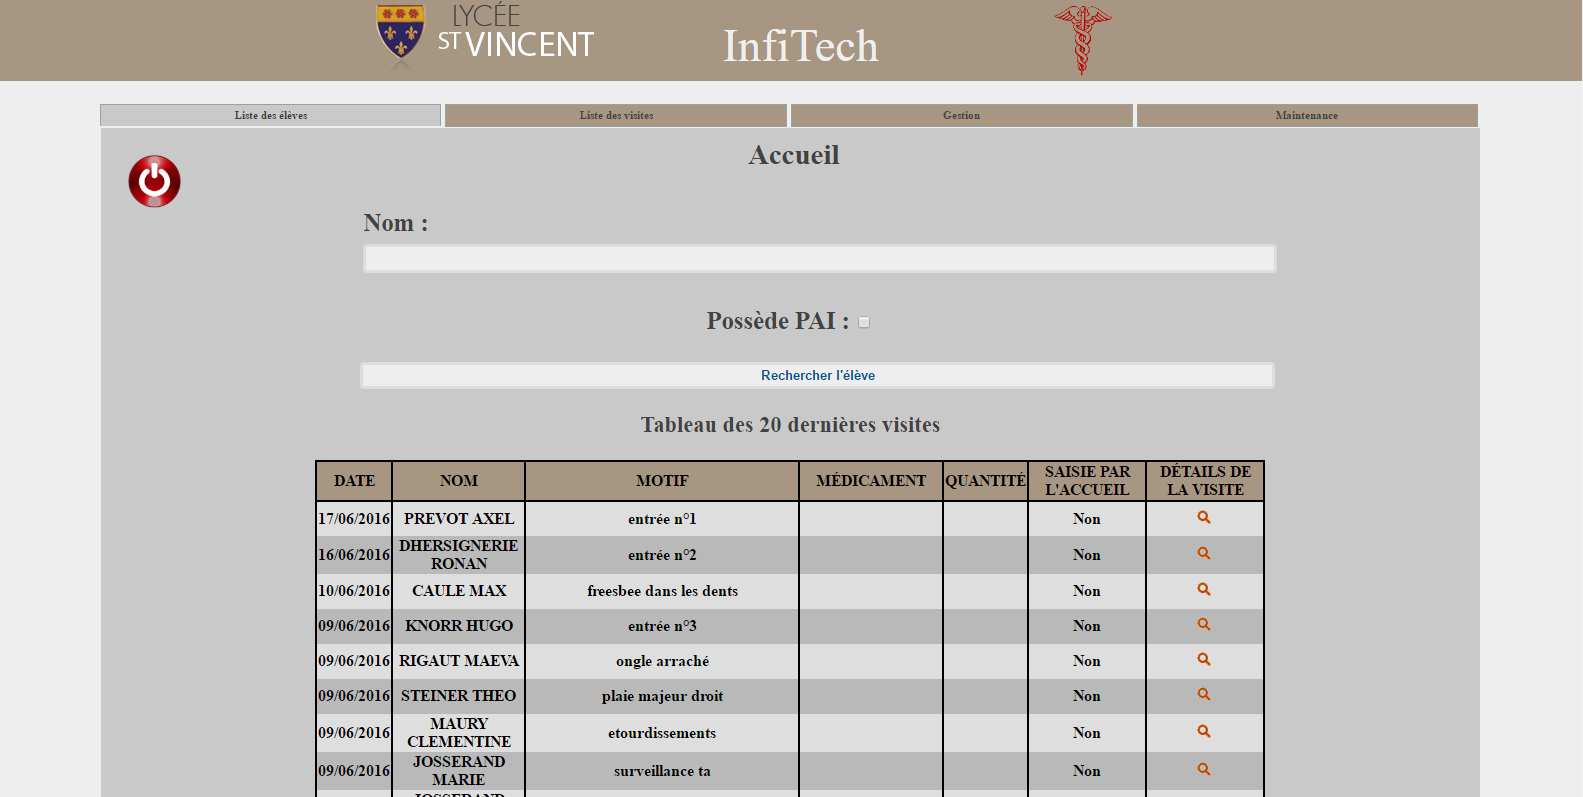 LYCÉE
ST VINCENT
InfiTech
Liste des élèves
Liste des visites
Gestion
Maintenance
Accueil
Nom :
Possède PAI :
Rechercher l'élève
Tableau des 20 dernières visites
DATE NOM MOTIF MÉDICAMENT QUANTITÉ SAISIE PAR L'ACCUEIL DÉTAILS DE LA VISITE
17/06/2016 PREVOT AXEL entrée n°1 Non
16/06/2016 DHERSIGNERIE RONAN entrée n°2 Non
10/06/2016 CAULE MAX freesbee dans les dents Non
09/06/2016 KNORR HUGO entrée n°3 Non
09/06/2016 RIGAUT MAEVA ongle arraché Non
09/06/2016 STEINER THEO plaie majeur droit Non
09/06/2016 MAURY CLEMENTINE etourdissements Non
09/06/2016 JOSSERAND MARIE surveillance ta Non